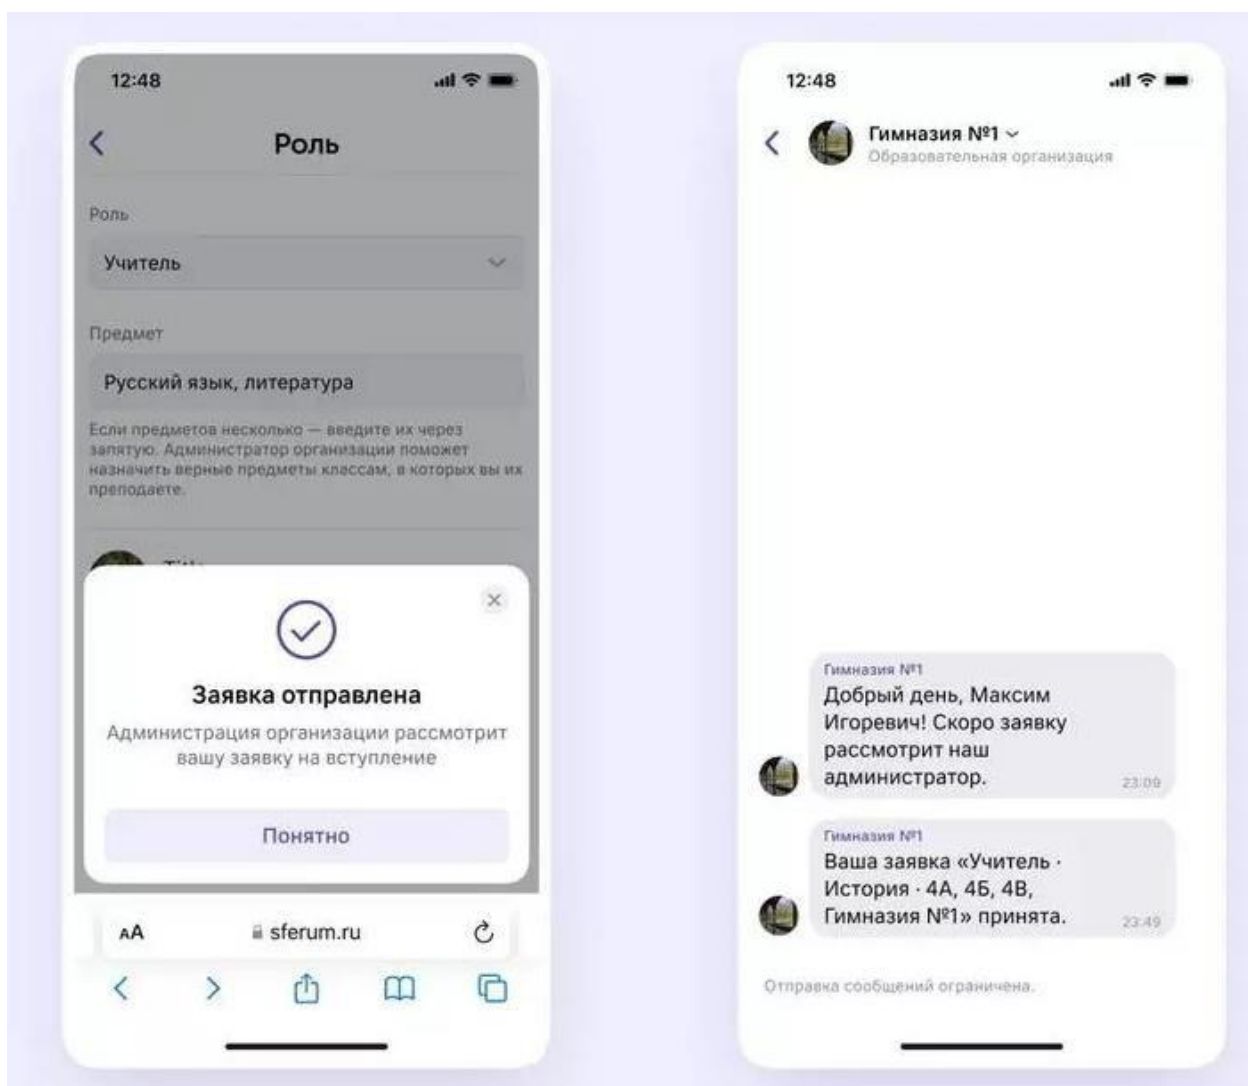 12:48
Роль
Роль
Учитель
Предмет
Русский язык, литература
Если предметов несколько — введите их через
запятую. Администратор организации поможет
назначить верные предметы классам, в которых вы их
преподаете.
Title
Заявка отправлена
Администрация организации рассмотрит
вашу заявку на вступление
Понятно
AA
sferum.ru
12:48
Гимназия №1
Образовательная организация
Гимназия №1
Добрый день, Максим
Игоревич! Скоро заявку
рассмотрит наш
администратор.
23:09
Гимназия №1
Ваша заявка «Учитель ·
История · 4А, 4Б, 4В,
Гимназия №1» принята.
23:49
Отправка сообщений ограничена.